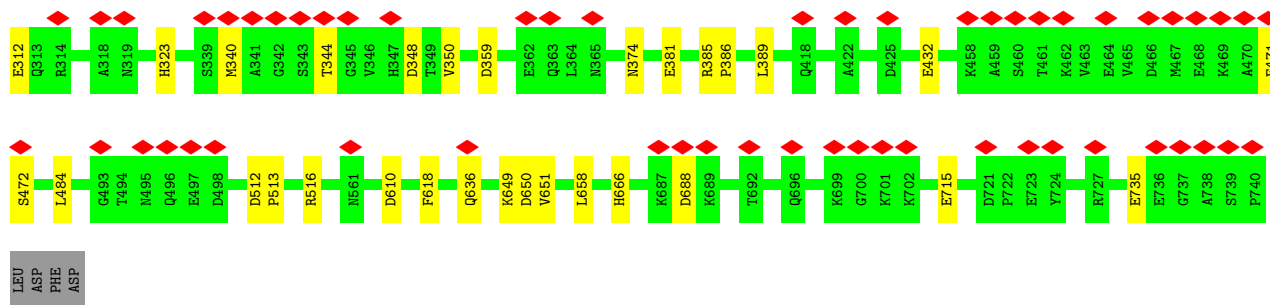 E312 Q313 R314 A318 N319 H323 S339 M340 A341 G342 S343 T344 G345 V346 H347 D348 T349 V350 D359 E362 Q363 L364 N365 N374 E381 R385 P386 L389 Q418 A422 D425 E432 K458 A459 S460 T461 K462 V463 E464 V465 D466 M467 E468 K469 A470
S472 L484 G493 T494 N495 Q496 E497 D498 D512 P513 R516 N561 D610 F618 Q636 K649 D650 V651 L658 H666 K687 D688 K689 T692 Q696 K699 G700 K701 K702 E715 D721 P722 E723 Y724 R727 E735 E736 G737 A738 S739 P740
LEU ASP PHE ASP